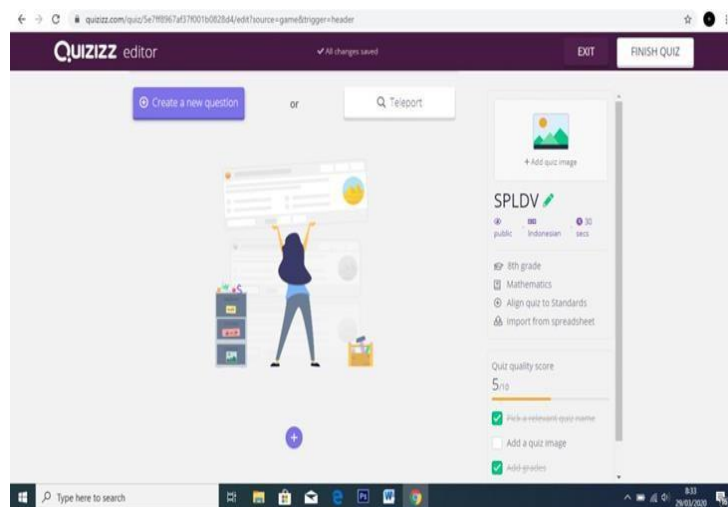 quizizz.com/quiz/5e7ff8967af37f001b0828d4/edit?source=game&trigger=header
QUIZIZZ editor
All changes saved
EXIT
FINISH QUIZ
Create a new question
or
Teleport
+ Add quiz image
SPLDV
public
Indonesian
30 secs
8th grade
Mathematics
Align quiz to Standards
Import from spreadsheet
Quiz quality score
5/10
Pick a relevant quiz name
Add a quiz image
Add grades
Type here to search
8:33
29/03/2020